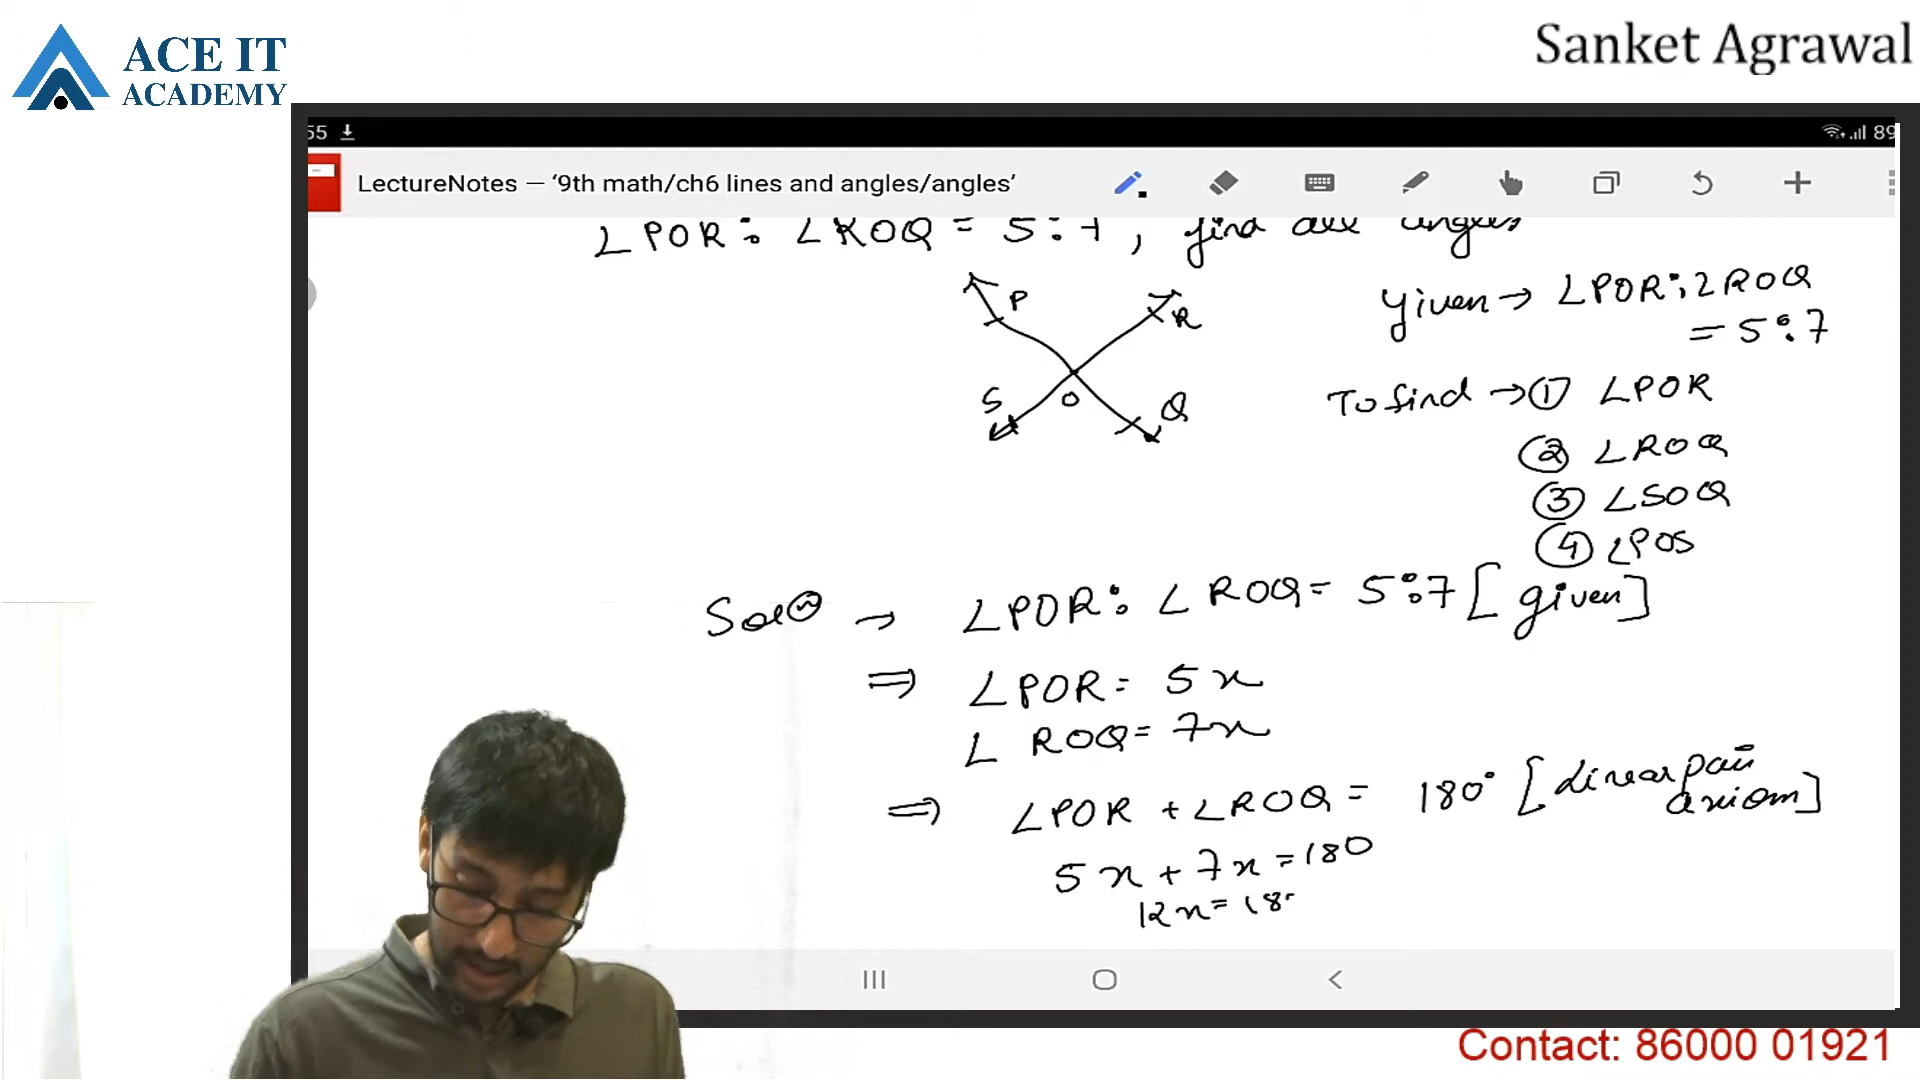 ACE IT
ACADEMY
Sanket Agrawal
55
89
LectureNotes — ‘9th math/ch6 lines and angles/angles’
∠POR : ∠ROQ = 5 : 7 , find all angles
P
R
S
O
Q
given → ∠POR : ∠ROQ
= 5 : 7
To find → ① ∠POR
② ∠ROQ
③ ∠SOQ
④ ∠POS
Sol → ∠POR : ∠ROQ = 5 : 7 [given]
⇒ ∠POR = 5x
∠ROQ = 7x
⇒ ∠POR + ∠ROQ = 180° [Linear pair
axiom]
5x + 7x = 180
12x = 18
Contact: 86000 01921